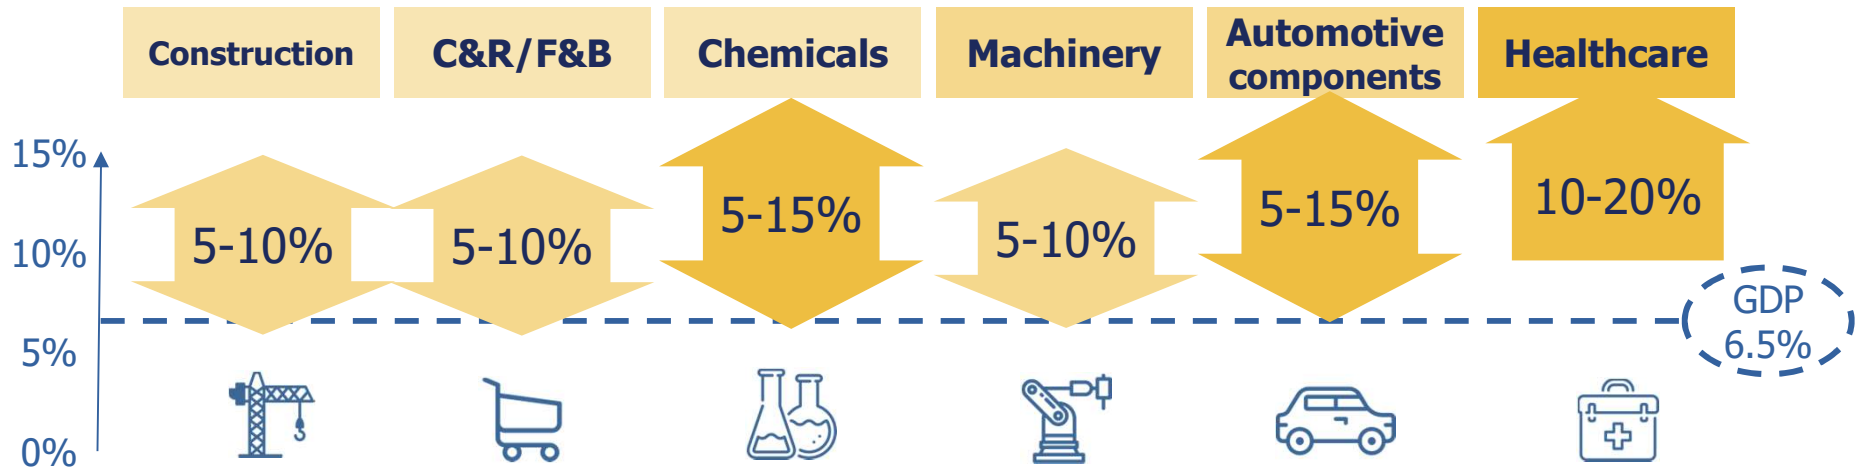 Construction
C&R/F&B
Chemicals
Machinery
Automotive
components
Healthcare
15%
10%
5%
0%
5-10%
5-10%
5-15%
5-10%
5-15%
10-20%
GDP
6.5%